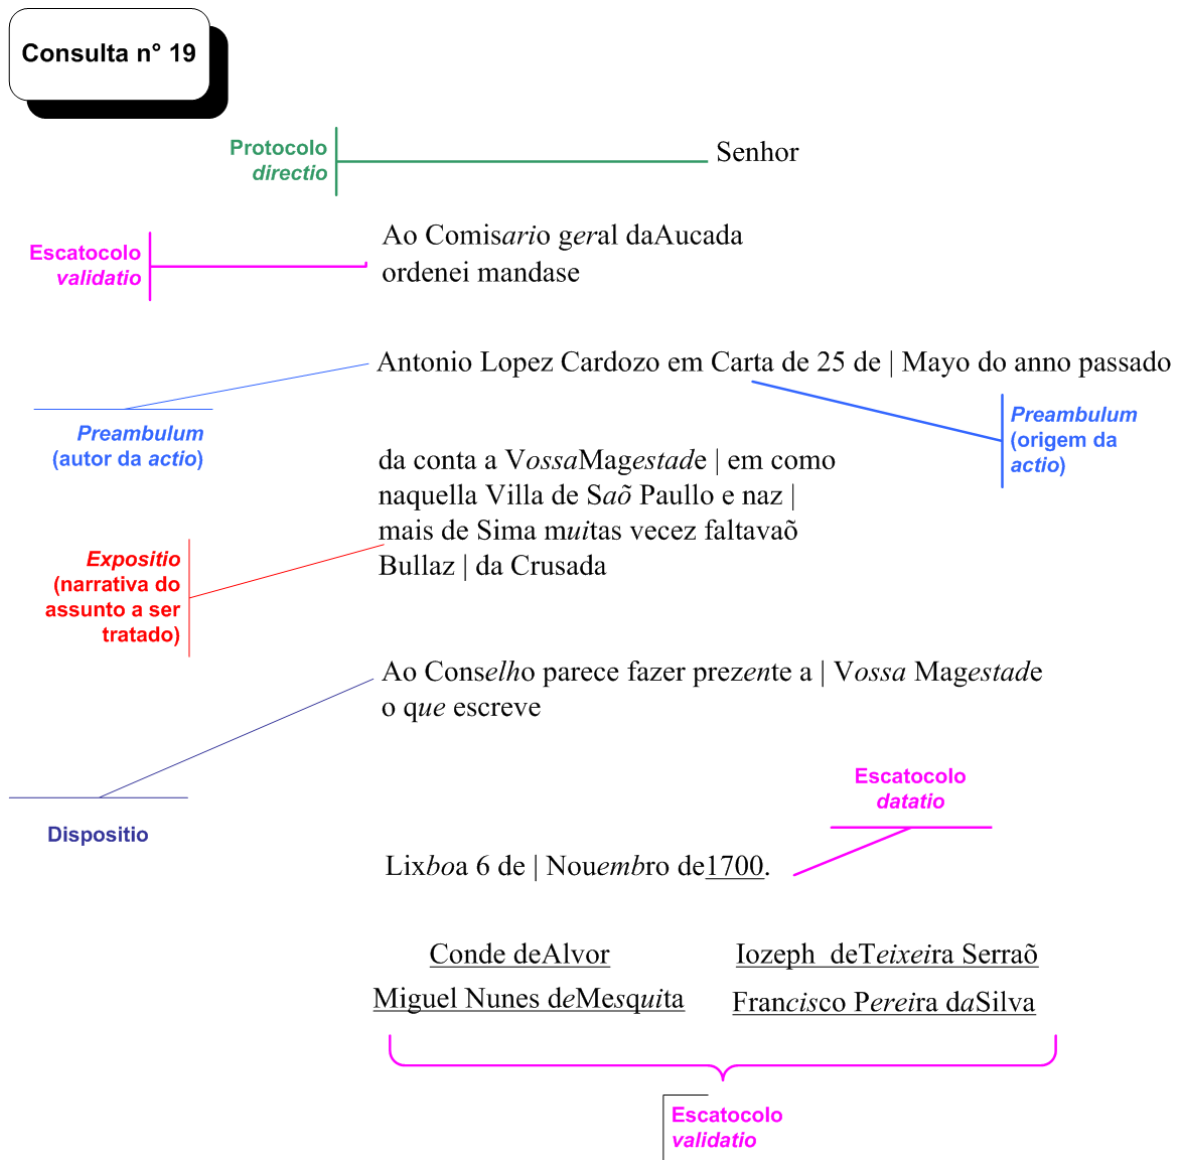 Consulta n° 19
Protocolo
directio
Senhor
Escatocolo
validatio
Ao Comisario geral daAucada
ordenei mandase
Antonio Lopez Cardozo em Carta de 25 de | Mayo do anno passado
Preambulum
(autor da actio)
Preambulum
(origem da
actio)
da conta a VossaMagestade | em como
naquella Villa de Saõ Paullo e naz |
mais de Sima muitas vecez faltavaõ
Bullaz | da Crusada
Expositio
(narrativa do
assunto a ser
tratado)
Ao Conselho parece fazer prezente a | Vossa Magestade
o que escreve
Dispositio
Escatocolo
datatio
Lixboa 6 de | Nouembro de1700.
Conde deAlvor
Iozeph deTeixeira Serraõ
Miguel Nunes deMesquita
Francisco Pereira daSilva
Escatocolo
validatio